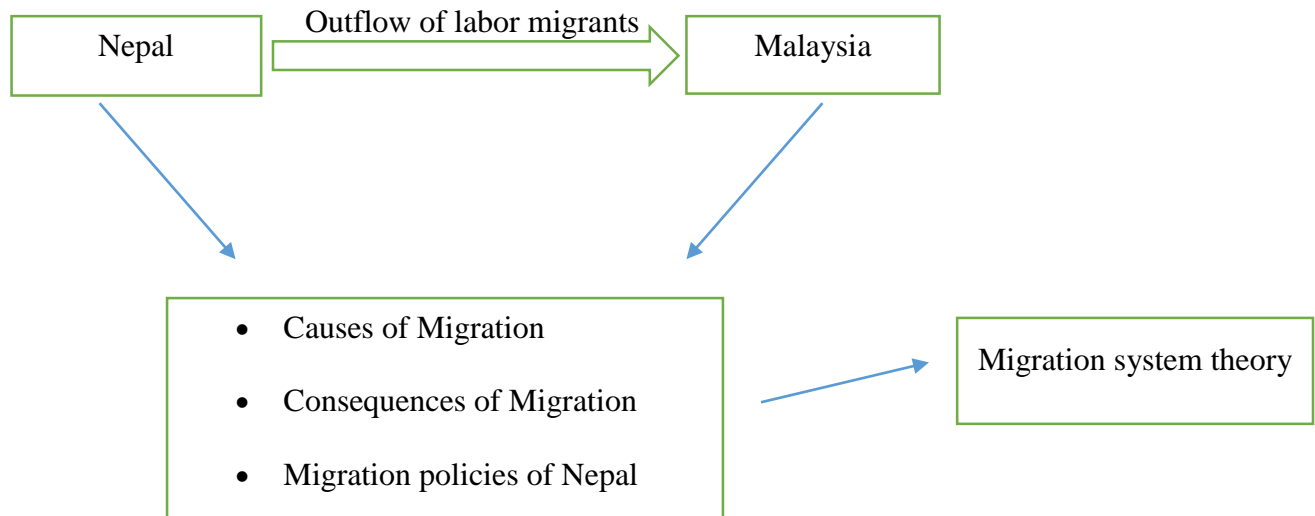 Outflow of labor migrants
Nepal
Malaysia
• Causes of Migration
• Consequences of Migration
• Migration policies of Nepal
Migration system theory